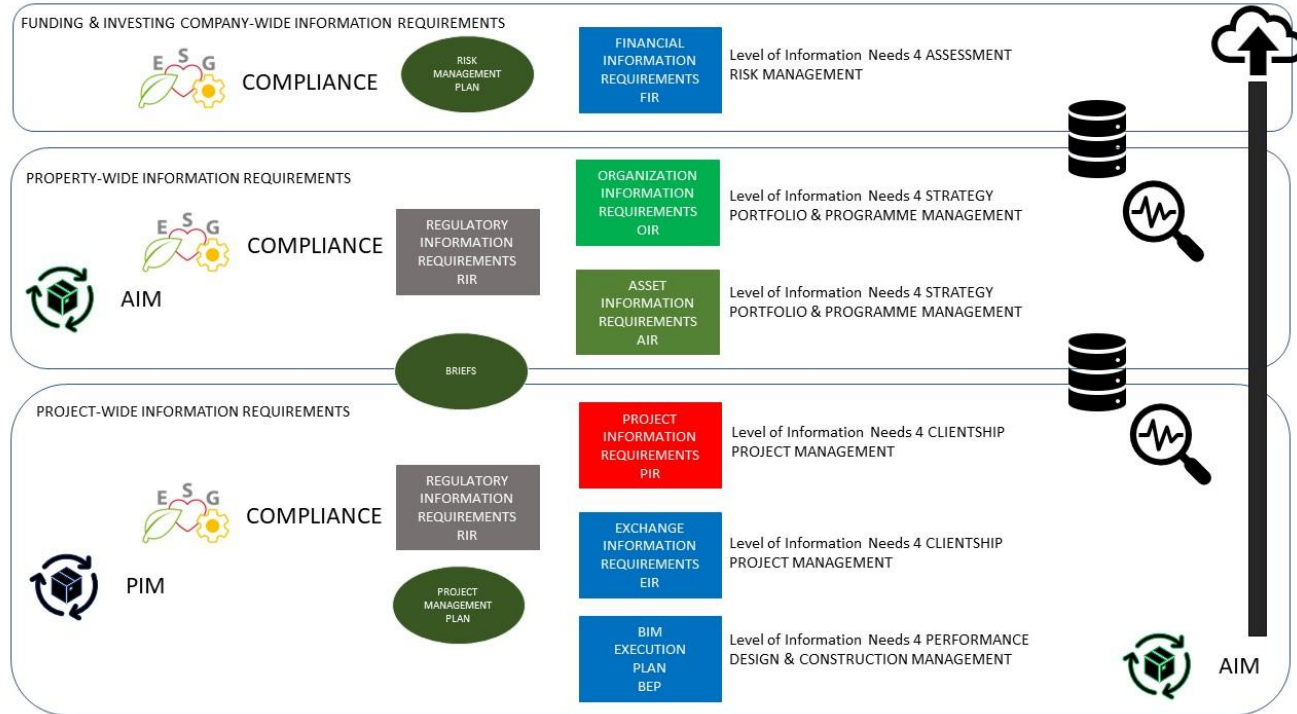 FUNDING & INVESTING COMPANY-WIDE INFORMATION REQUIREMENTS
E S G
COMPLIANCE
RISK
MANAGEMENT
PLAN
FINANCIAL
INFORMATION
REQUIREMENTS
FIR
Level of Information Needs 4 ASSESSMENT
RISK MANAGEMENT
PROPERTY-WIDE INFORMATION REQUIREMENTS
E S G
COMPLIANCE
AIM
REGULATORY
INFORMATION
REQUIREMENTS
RIR
ORGANIZATION
INFORMATION
REQUIREMENTS
OIR
Level of Information Needs 4 STRATEGY
PORTFOLIO & PROGRAMME MANAGEMENT
ASSET
INFORMATION
REQUIREMENTS
AIR
Level of Information Needs 4 STRATEGY
PORTFOLIO & PROGRAMME MANAGEMENT
BRIEFS
PROJECT-WIDE INFORMATION REQUIREMENTS
E S G
COMPLIANCE
PIM
REGULATORY
INFORMATION
REQUIREMENTS
RIR
PROJECT
MANAGEMENT
PLAN
PROJECT
INFORMATION
REQUIREMENTS
PIR
Level of Information Needs 4 CLIENTSHIP
PROJECT MANAGEMENT
EXCHANGE
INFORMATION
REQUIREMENTS
EIR
Level of Information Needs 4 CLIENTSHIP
PROJECT MANAGEMENT
BIM
EXECUTION
PLAN
BEP
Level of Information Needs 4 PERFORMANCE
DESIGN & CONSTRUCTION MANAGEMENT
AIM